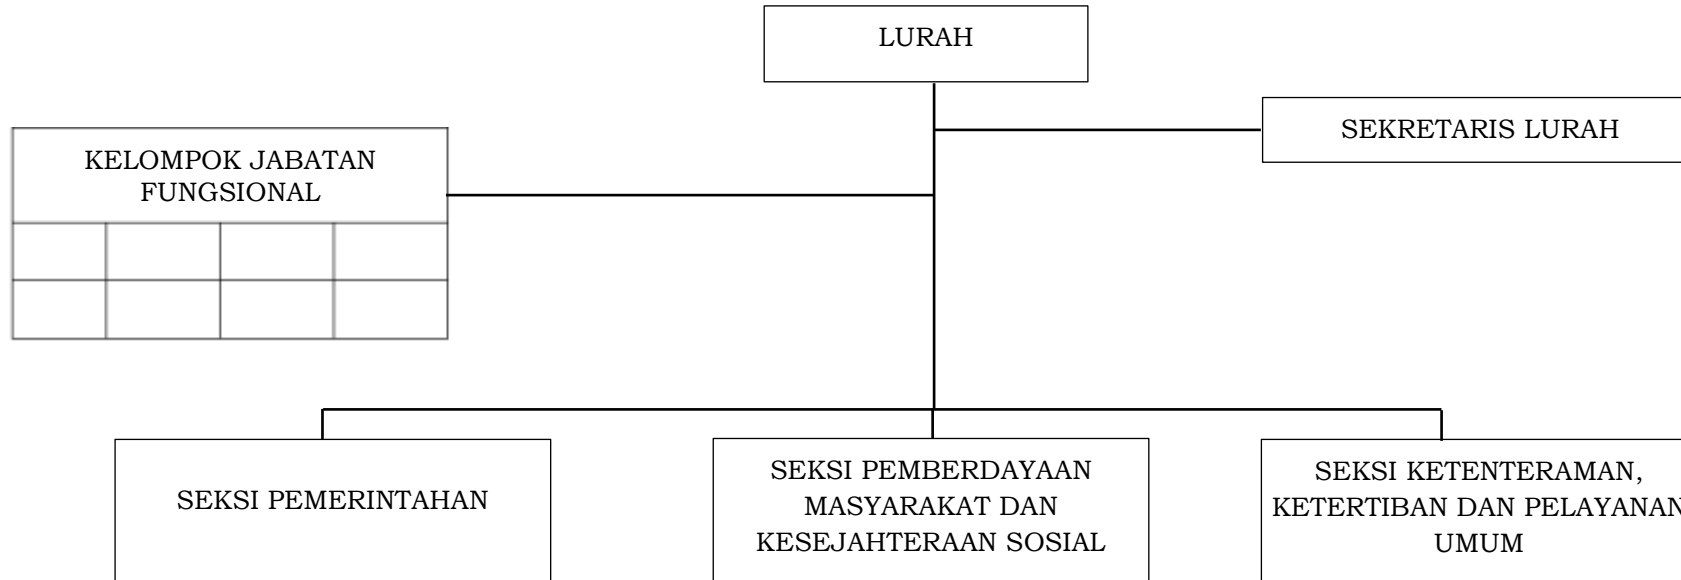 LURAH
SEKRETARIS LURAH
KELOMPOK JABATAN
FUNGSIONAL
SEKSI PEMERINTAHAN
SEKSI PEMBERDAYAAN
MASYARAKAT DAN
KESEJAHTERAAN SOSIAL
SEKSI KETENTERAMAN,
KETERTIBAN DAN PELAYANAN
UMUM